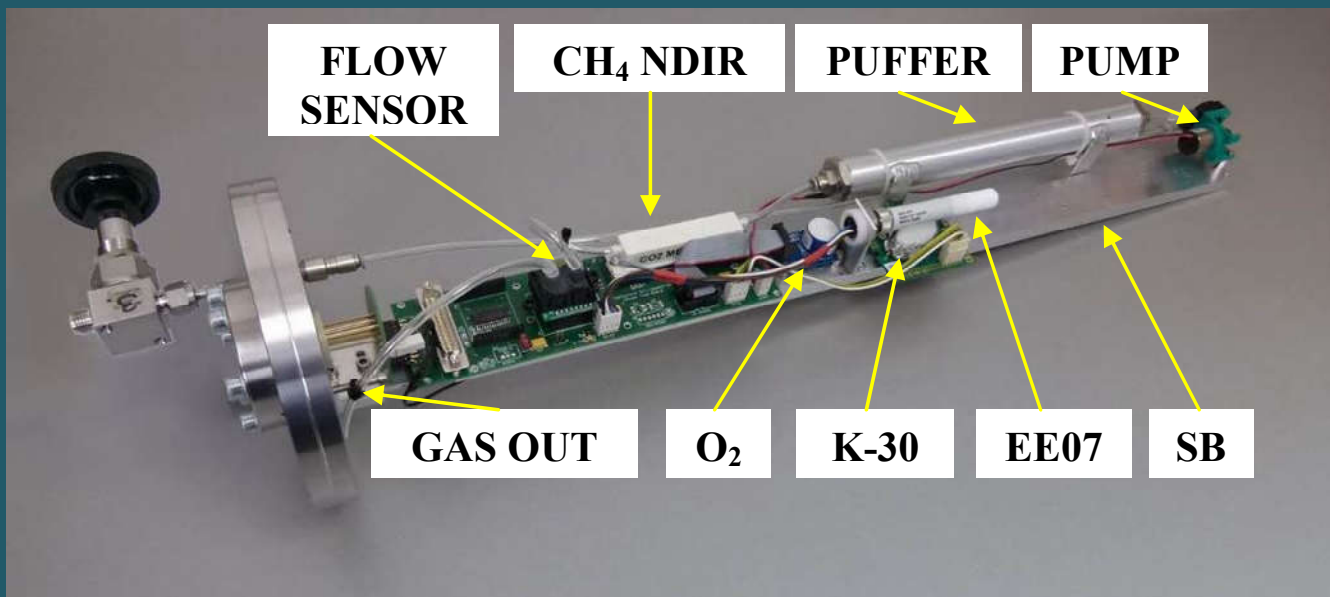 FLOW
SENSOR
CH₄ NDIR
PUFFER
PUMP
GAS OUT
O₂
K-30
EE07
SB